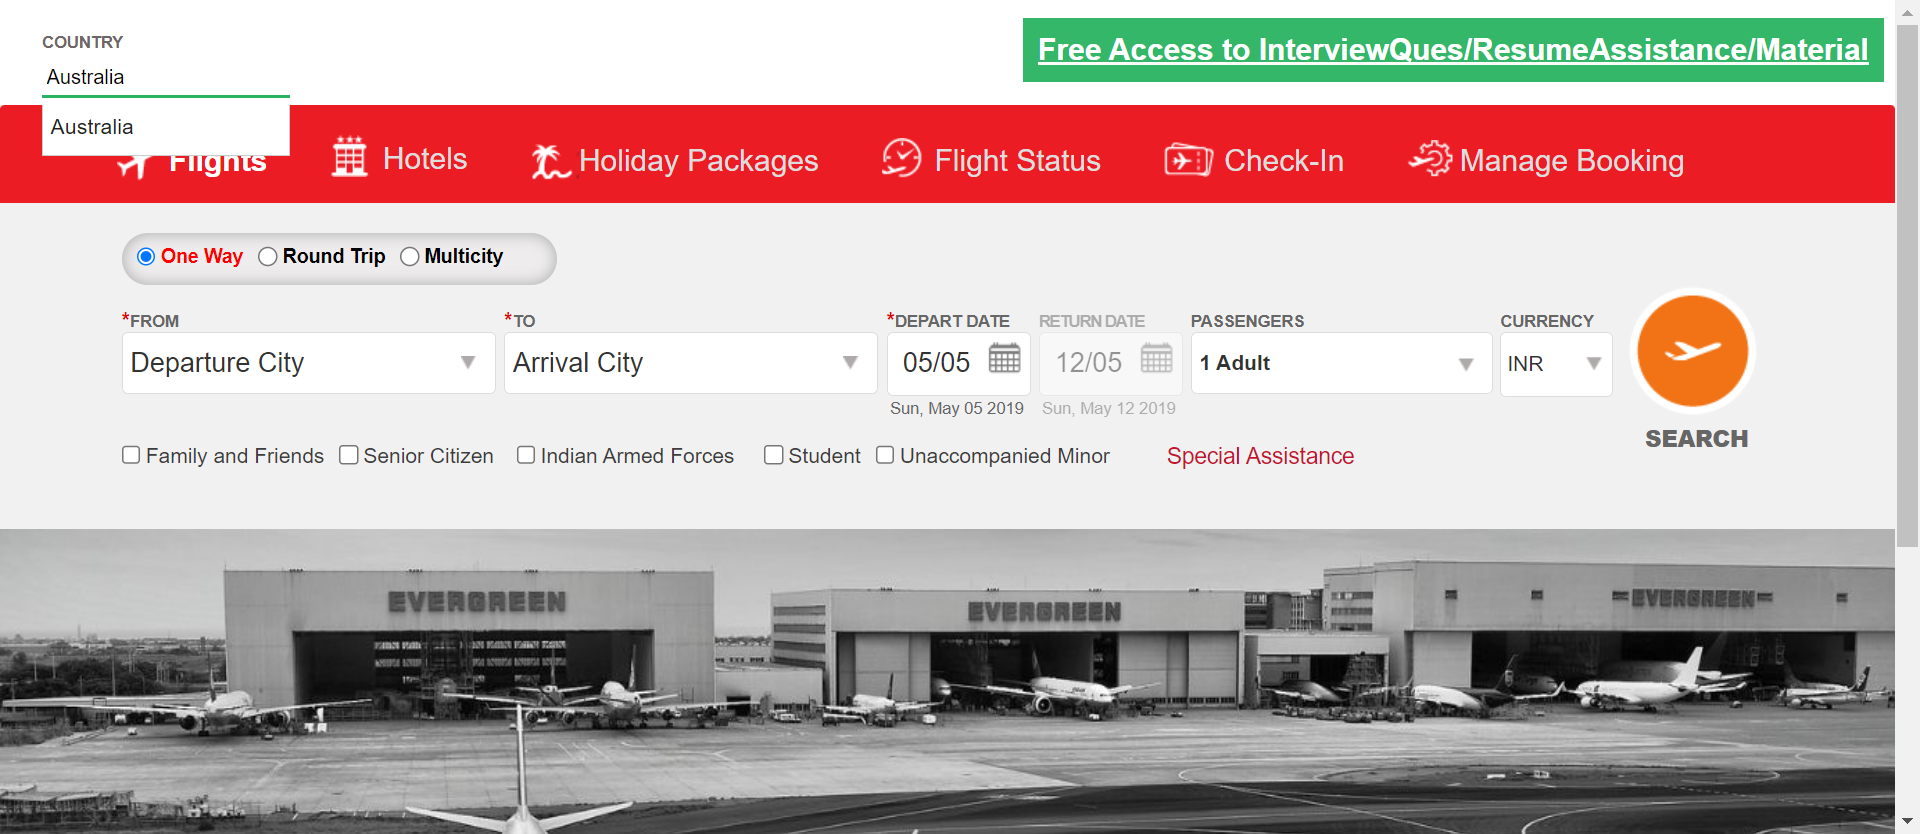 COUNTRY
Australia
Australia
Free Access to InterviewQues/ResumeAssistance/Material
Flights
Hotels
Holiday Packages
Flight Status
Check-In
Manage Booking
One Way
Round Trip
Multicity
*FROM
Departure City
*TO
Arrival City
*DEPART DATE
05/05
Sun, May 05 2019
RETURN DATE
12/05
Sun, May 12 2019
PASSENGERS
1 Adult
CURRENCY
INR
SEARCH
Family and Friends
Senior Citizen
Indian Armed Forces
Student
Unaccompanied Minor
Special Assistance
EVERGREEN
EVERGREEN
EVERGREEN